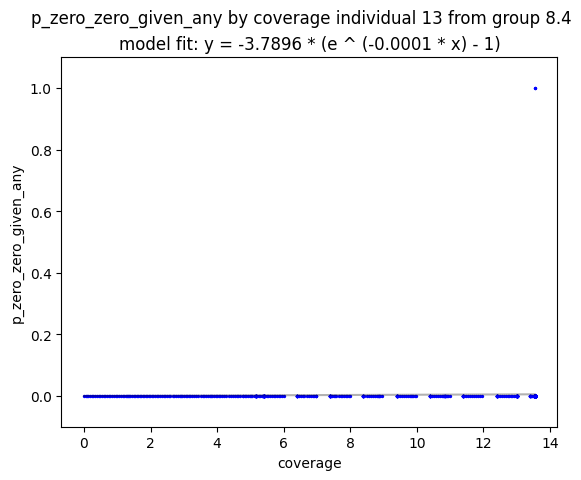 p_zero_zero_given_any by coverage individual 13 from group 8.4
model fit: y = -3.7896 * (e ^ (-0.0001 * x) - 1)
p_zero_zero_given_any
1.0
0.8
0.6
0.4
0.2
0.0
0 2 4 6 8 10 12 14
coverage